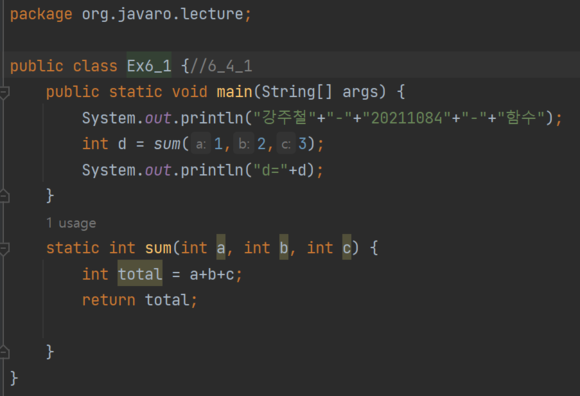 package org.javaro.lecture;
public class Ex6_1 {//6_4_1
public static void main(String[] args) {
System.out.println("강주철"+"-"+"20211084"+"-"+"함수");
int d = sum( a: 1, b: 2, c: 3);
System.out.println("d="+d);
}
1 usage
static int sum(int a, int b, int c) {
int total = a+b+c;
return total;
}
}